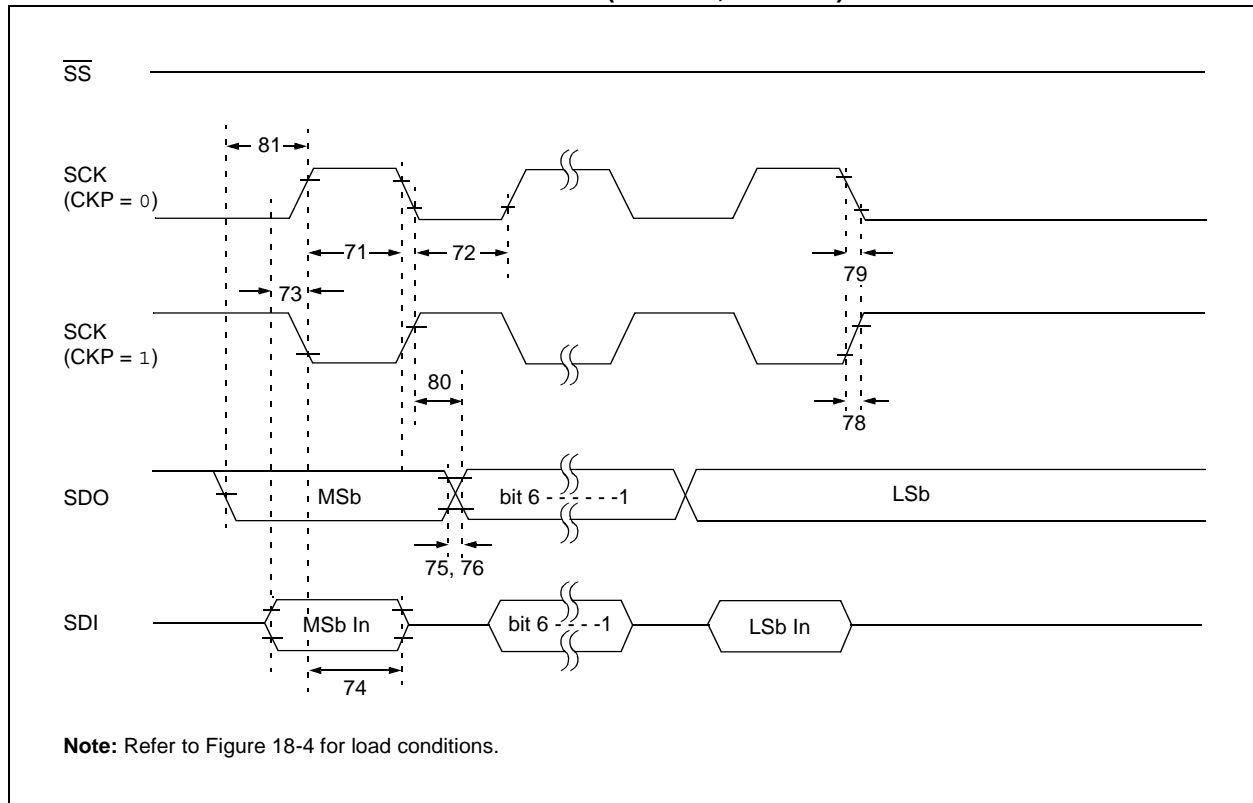 SS
81
SCK
(CKP = 0)
71
72
79
73
SCK
(CKP = 1)
80
78
SDO
MSb
bit 6 - - - - - -1
LSb
75, 76
SDI
MSb In
bit 6 - - - - -1
LSb In
74
Note: Refer to Figure 18-4 for load conditions.